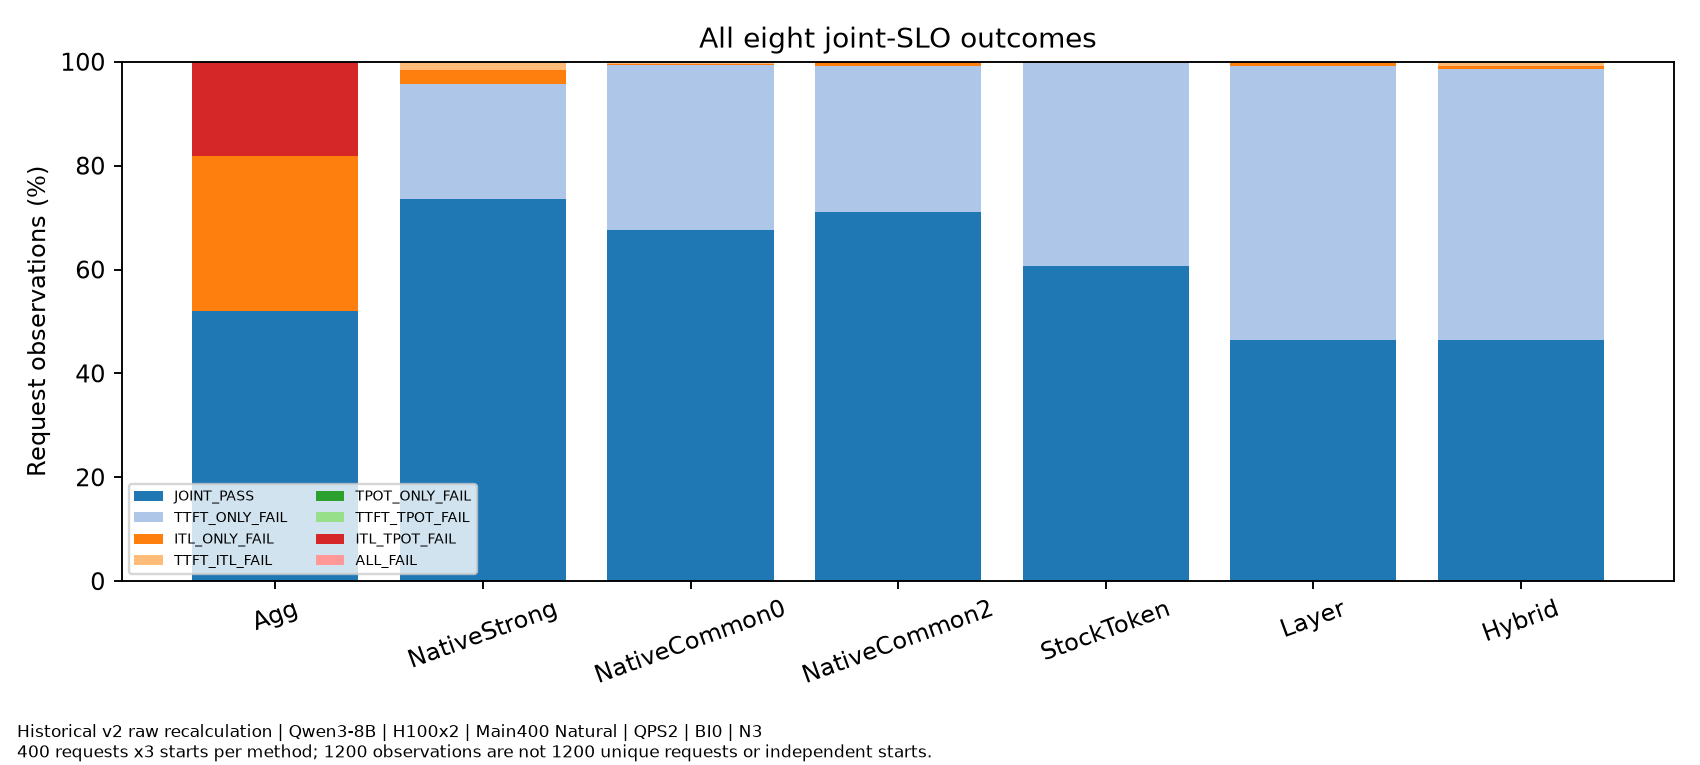 All eight joint-SLO outcomes
100
80
60
40
20
0
Request observations (%)
JOINT_PASS
TTFT_ONLY_FAIL
ITL_ONLY_FAIL
TTFT_ITL_FAIL
TPOT_ONLY_FAIL
TTFT_TPOT_FAIL
ITL_TPOT_FAIL
ALL_FAIL
Agg
NativeStrong
NativeCommon0
NativeCommon2
StockToken
Layer
Hybrid
Historical v2 raw recalculation | Qwen3-8B | H100x2 | Main400 Natural | QPS2 | BI0 | N3
400 requests x3 starts per method; 1200 observations are not 1200 unique requests or independent starts.